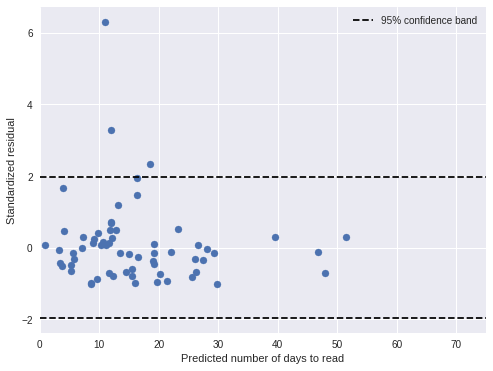 6
4
2
0
−2
0 10 20 30 40 50 60 70
Standardized residual
Predicted number of days to read
95% confidence band